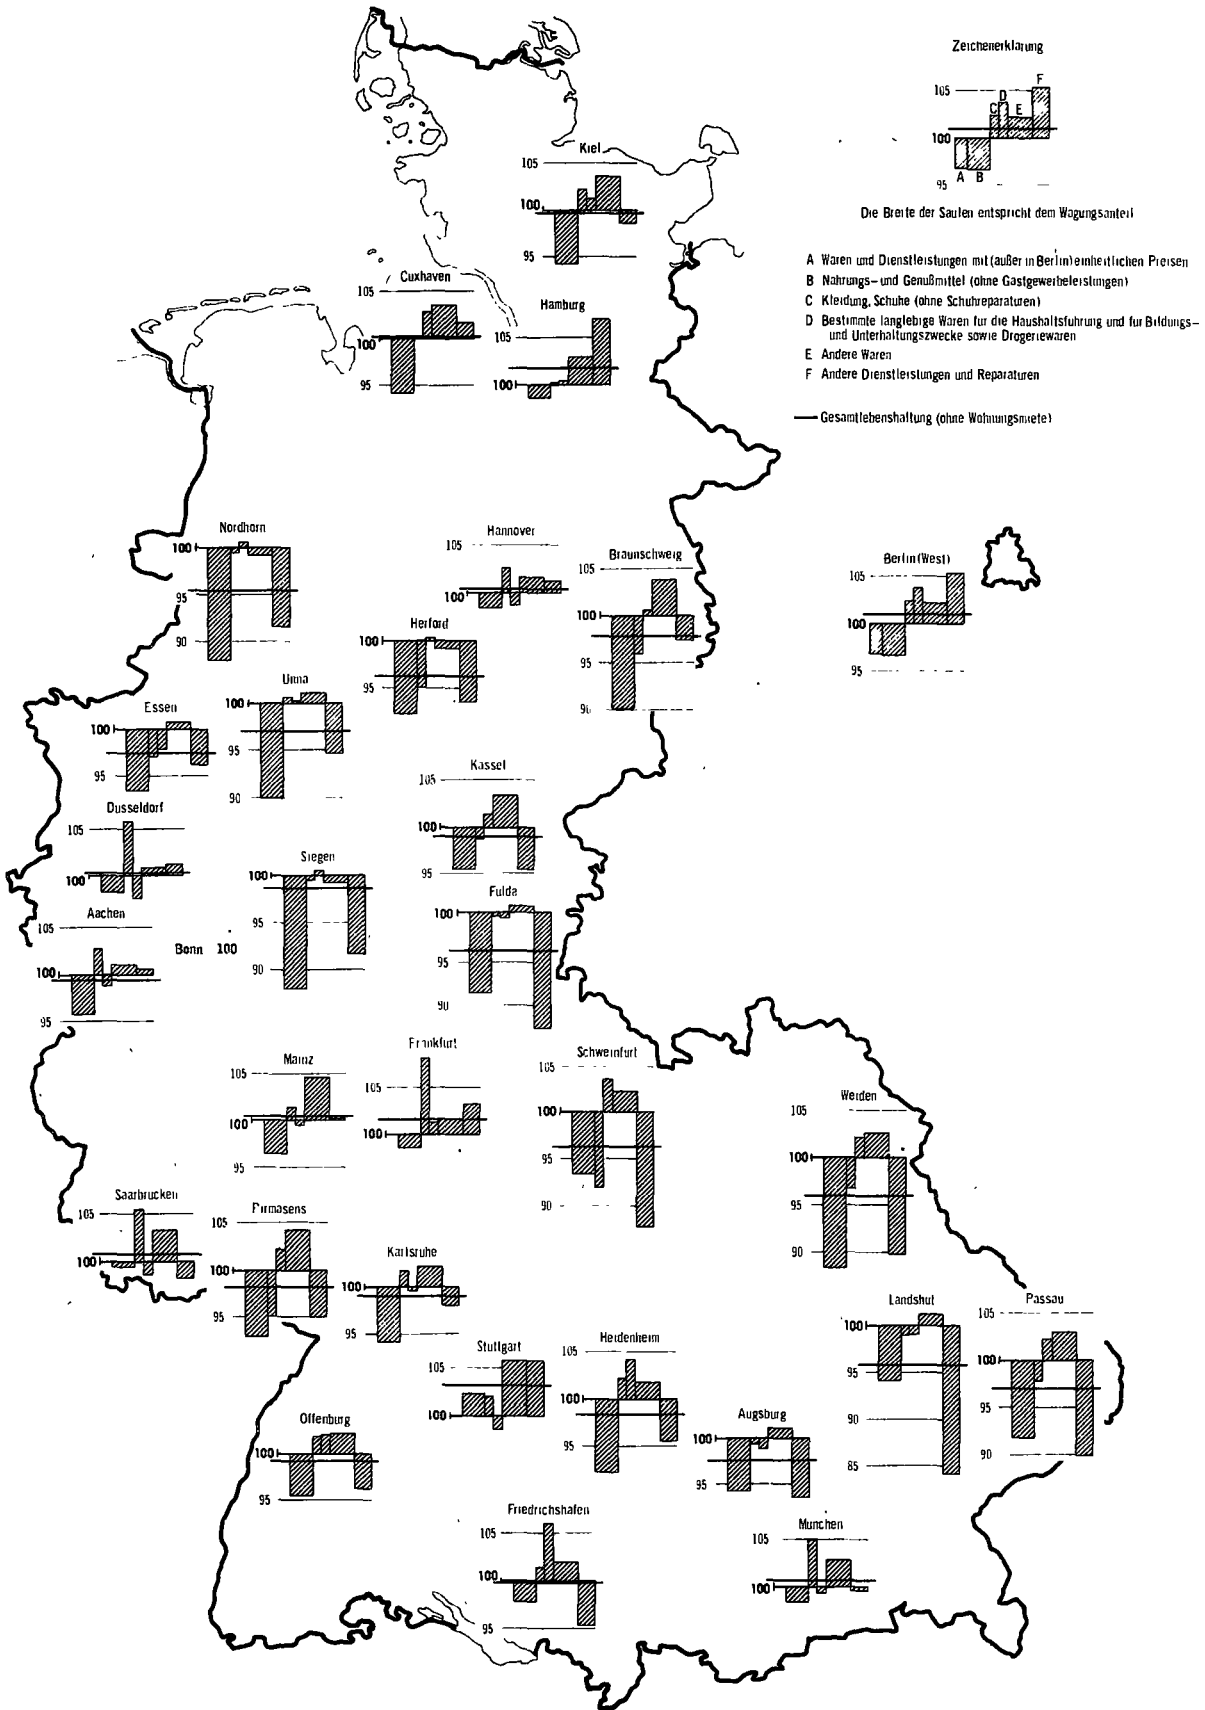 Zeichenerklärung
105
F
D
C
E
100
A
B
95
Die Breite der Säulen entspricht dem Wägungsanteil
A Waren und Dienstleistungen mit (außer in Berlin) einheitlichen Preisen
B Nahrungs- und Genußmittel (ohne Gastgewerbeleistungen)
C Kleidung, Schuhe (ohne Schuhreparaturen)
D Bestimmte langlebige Waren für die Haushaltsführung und für Bildungs-
und Unterhaltungszwecke sowie Drogeriewaren
E Andere Waren
F Andere Dienstleistungen und Reparaturen
Gesamtlebenshaltung (ohne Wohnungsmiete)
Kiel
105
100
95
Cuxhaven
105
100
95
Hamburg
105
100
Nordhorn
100
95
90
Hannover
105
100
Braunschweig
105
100
95
90
Berlin (West)
105
100
95
Herford
100
95
Unna
100
95
90
Essen
100
95
Kassel
105
100
95
Dusseldorf
105
100
Siegen
100
95
90
Fulda
100
95
90
Aachen
105
100
95
Bonn 100
Mainz
105
100
95
Frankfurt
105
100
Schweinfurt
105
100
95
90
Weiden
105
100
95
90
Saarbrucken
105
100
Pirmasens
105
100
95
Karlsruhe
100
95
Landshut
100
95
90
85
Passau
105
100
95
90
Stuttgart
105
100
Heidenheim
105
100
95
Offenburg
100
95
Augsburg
100
95
Friedrichshafen
105
100
95
Munchen
105
100